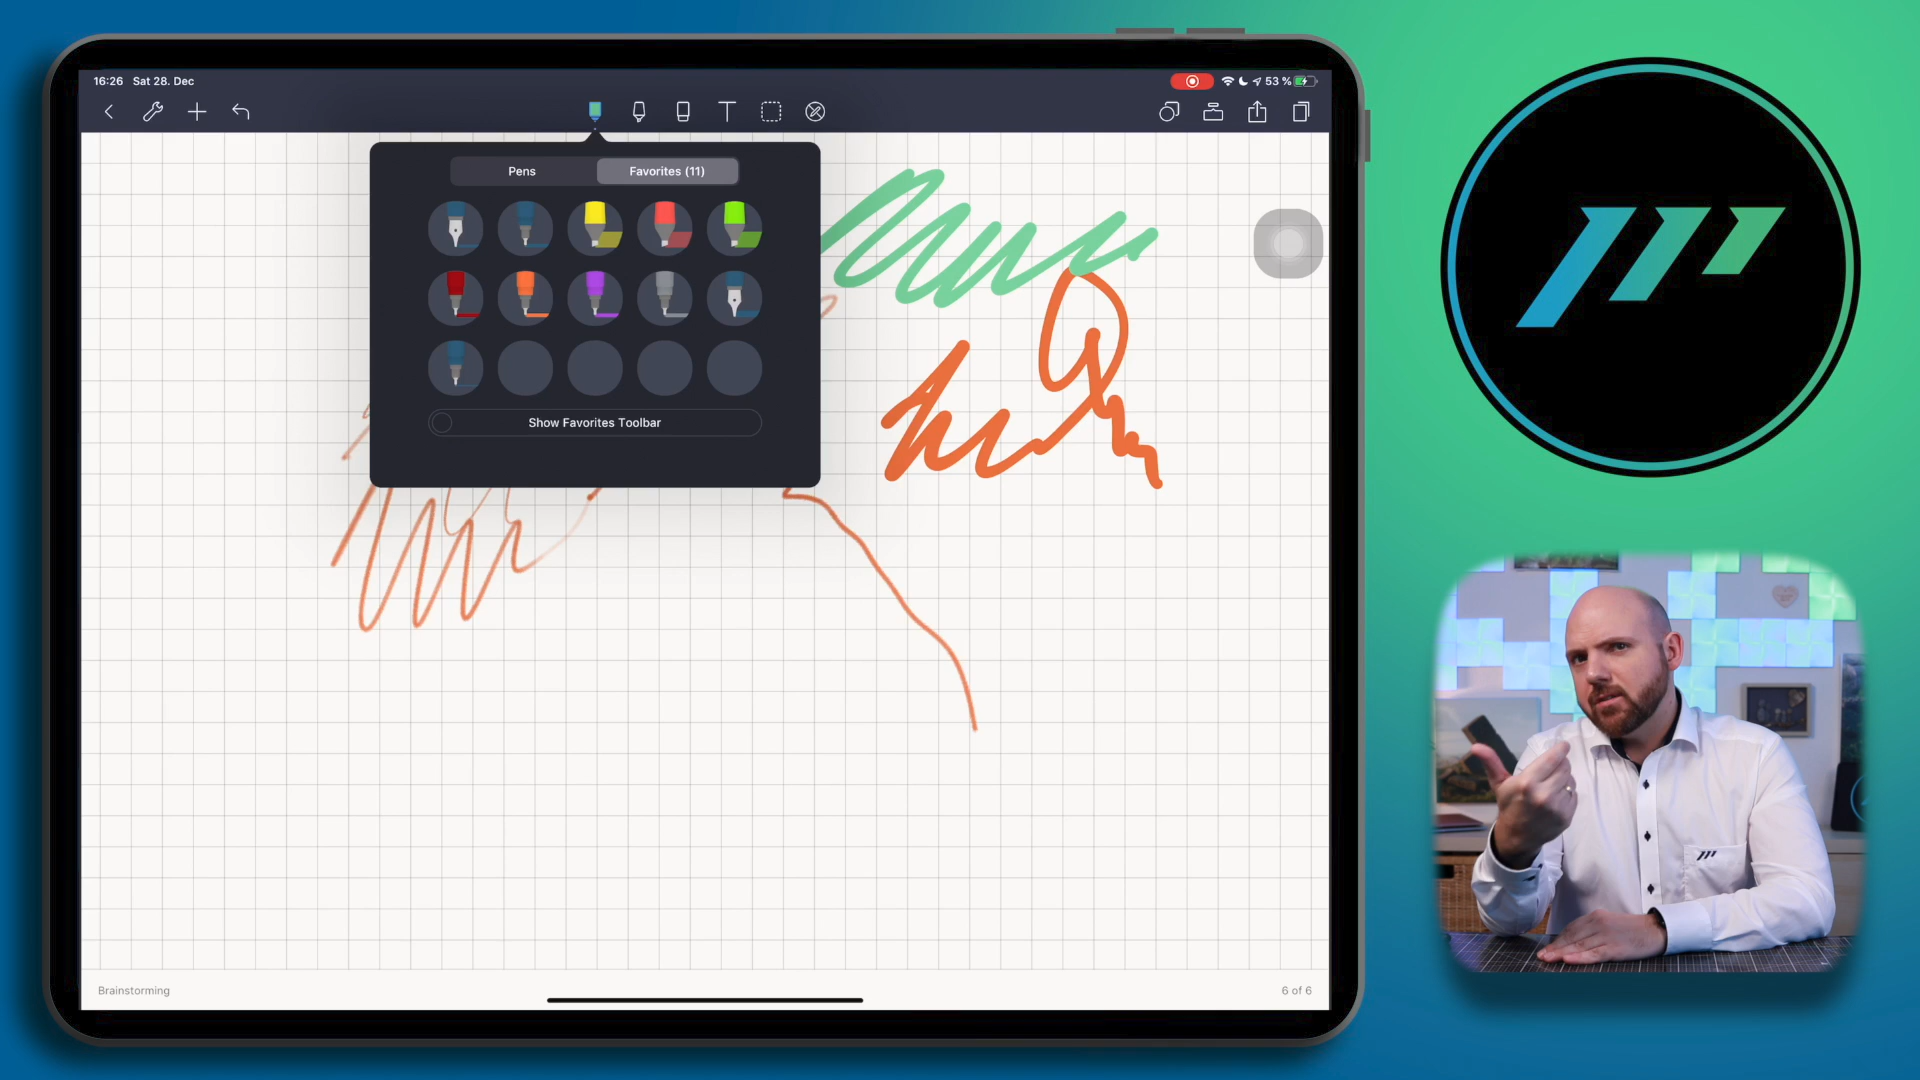 16:26 Sat 28. Dec
53 %
Pens
Favorites (11)
Show Favorites Toolbar
Brainstorming
6 of 6